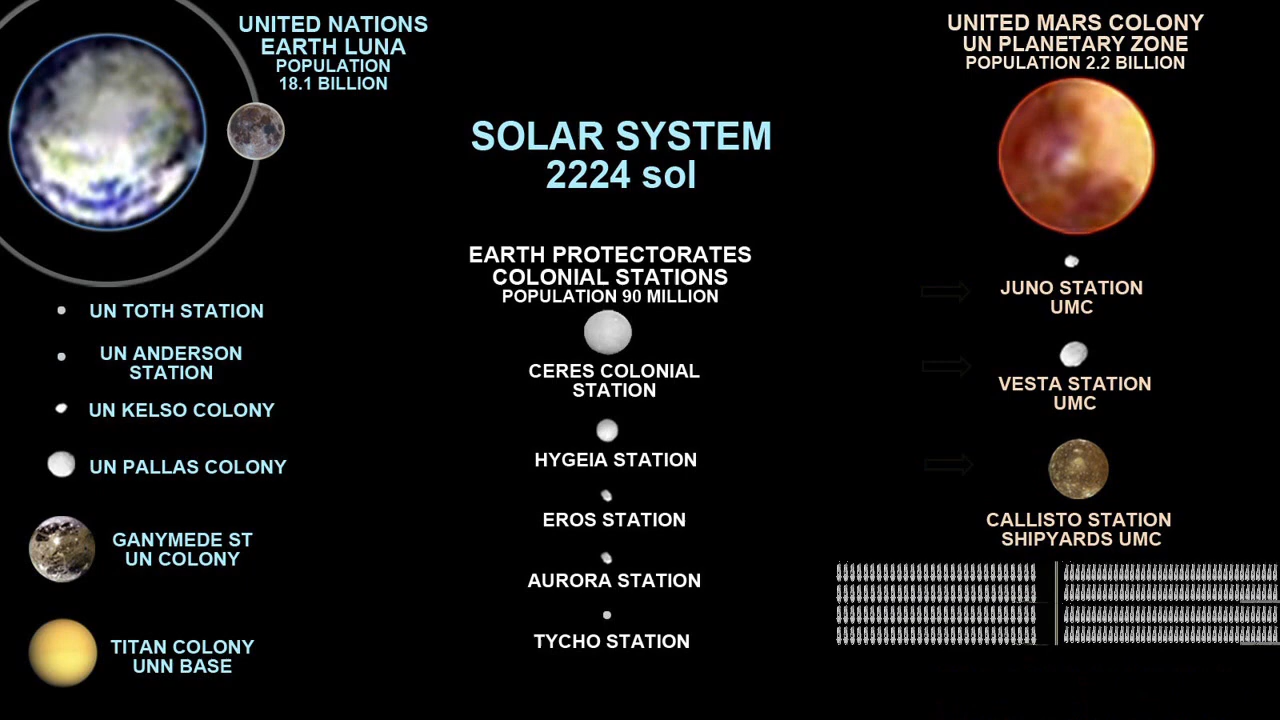 UNITED NATIONS
EARTH LUNA
POPULATION
18.1 BILLION
UNITED MARS COLONY
UN PLANETARY ZONE
POPULATION 2.2 BILLION
SOLAR SYSTEM
2224 sol
EARTH PROTECTORATES
COLONIAL STATIONS
POPULATION 90 MILLION
UN TOTH STATION
UN ANDERSON
STATION
UN KELSO COLONY
UN PALLAS COLONY
GANYMEDE ST
UN COLONY
TITAN COLONY
UNN BASE
CERES COLONIAL
STATION
HYGEIA STATION
EROS STATION
AURORA STATION
TYCHO STATION
JUNO STATION
UMC
VESTA STATION
UMC
CALLISTO STATION
SHIPYARDS UMC